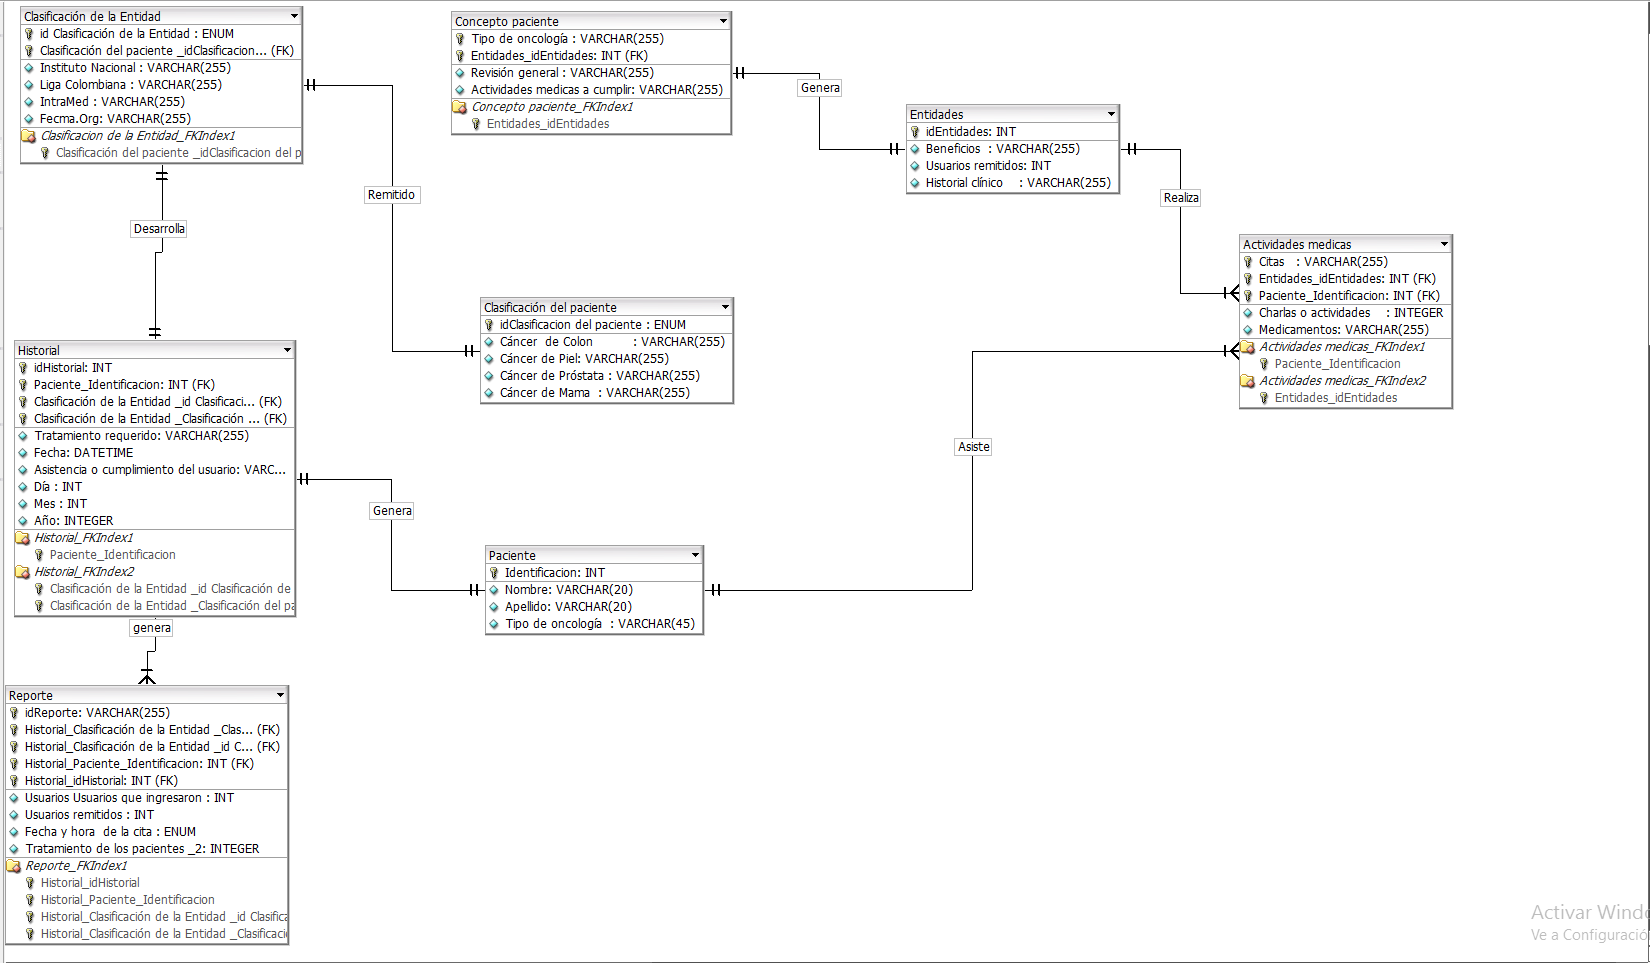 Clasificación de la Entidad
id Clasificación de la Entidad : ENUM
Clasificación del paciente _idClasificacion... (FK)
Instituto Nacional : VARCHAR(255)
Liga Colombiana : VARCHAR(255)
IntraMed : VARCHAR(255)
Fecma.Org: VARCHAR(255)
Clasificacion de la Entidad_FKIndex1
Clasificación del paciente _idClasificacion del p
Concepto paciente
Tipo de oncología : VARCHAR(255)
Entidades_idEntidades: INT (FK)
Revisión general : VARCHAR(255)
Actividades medicas a cumplir: VARCHAR(255)
Concepto paciente_FKIndex1
Entidades_idEntidades
Genera
Entidades
idEntidades: INT
Beneficios : VARCHAR(255)
Usuarios remitidos: INT
Historial clínico : VARCHAR(255)
Remitido
Realiza
Desarrolla
Actividades medicas
Citas : VARCHAR(255)
Entidades_idEntidades: INT (FK)
Paciente_Identificacion: INT (FK)
Charlas o actividades : INTEGER
Medicamentos: VARCHAR(255)
Actividades medicas_FKIndex1
Paciente_Identificacion
Actividades medicas_FKIndex2
Entidades_idEntidades
Clasificación del paciente
idClasificacion del paciente : ENUM
Cáncer de Colon : VARCHAR(255)
Cáncer de Piel: VARCHAR(255)
Cáncer de Próstata : VARCHAR(255)
Cáncer de Mama : VARCHAR(255)
Historial
idHistorial: INT
Paciente_Identificacion: INT (FK)
Clasificación de la Entidad _id Clasificaci... (FK)
Clasificación de la Entidad _Clasificación ... (FK)
Tratamiento requerido: VARCHAR(255)
Fecha: DATETIME
Asistencia o cumplimiento del usuario: VARC...
Día : INT
Mes : INT
Año: INTEGER
Historial_FKIndex1
Paciente_Identificacion
Historial_FKIndex2
Clasificación de la Entidad _id Clasificación de
Clasificación de la Entidad _Clasificación del pa
Asiste
Genera
Paciente
Identificacion: INT
Nombre: VARCHAR(20)
Apellido: VARCHAR(20)
Tipo de oncología : VARCHAR(45)
genera
Reporte
idReporte: VARCHAR(255)
Historial_Clasificación de la Entidad _Clas... (FK)
Historial_Clasificación de la Entidad _id C... (FK)
Historial_Paciente_Identificacion: INT (FK)
Historial_idHistorial: INT (FK)
Usuarios Usuarios que ingresaron : INT
Usuarios remitidos : INT
Fecha y hora de la cita : ENUM
Tratamiento de los pacientes _2: INTEGER
Reporte_FKIndex1
Historial_idHistorial
Historial_Paciente_Identificacion
Historial_Clasificación de la Entidad _id Clasifica
Historial_Clasificación de la Entidad _Clasificaci
Activar Windo
Ve a Configuració